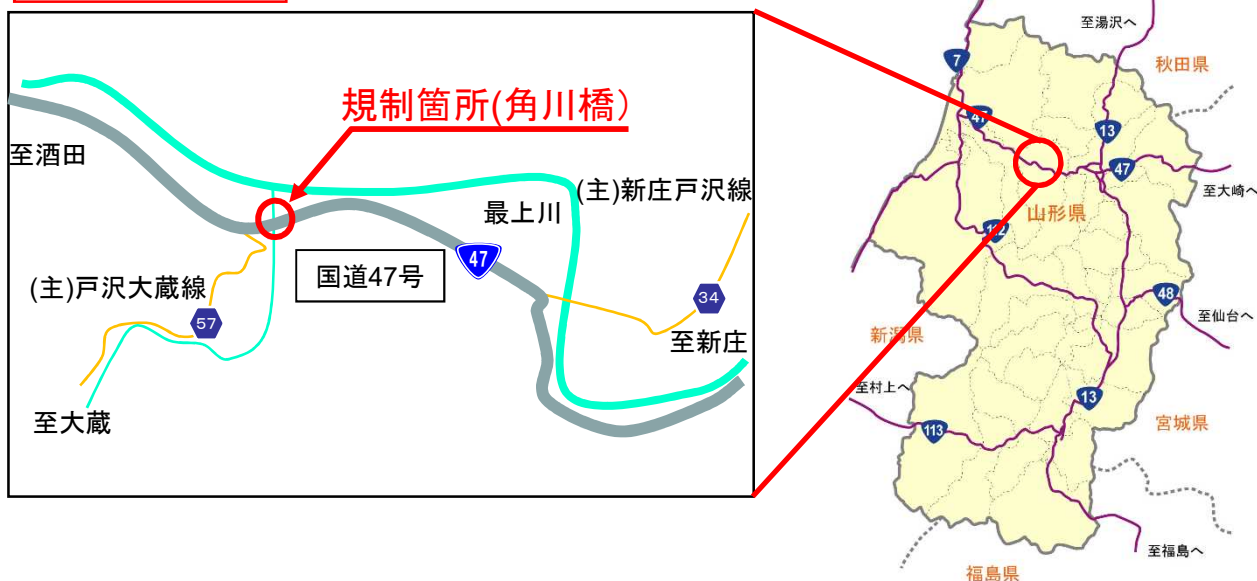 規制箇所(角川橋)
至酒田
(主)新庄戸沢線
最上川
47
国道47号
(主)戸沢大蔵線
57
34
至新庄
至大蔵
至湯沢へ
秋田県
7
47
13
47
至大崎へ
山形県
112
48
至仙台へ
新潟県
至村上へ
13
宮城県
113
至福島へ
福島県